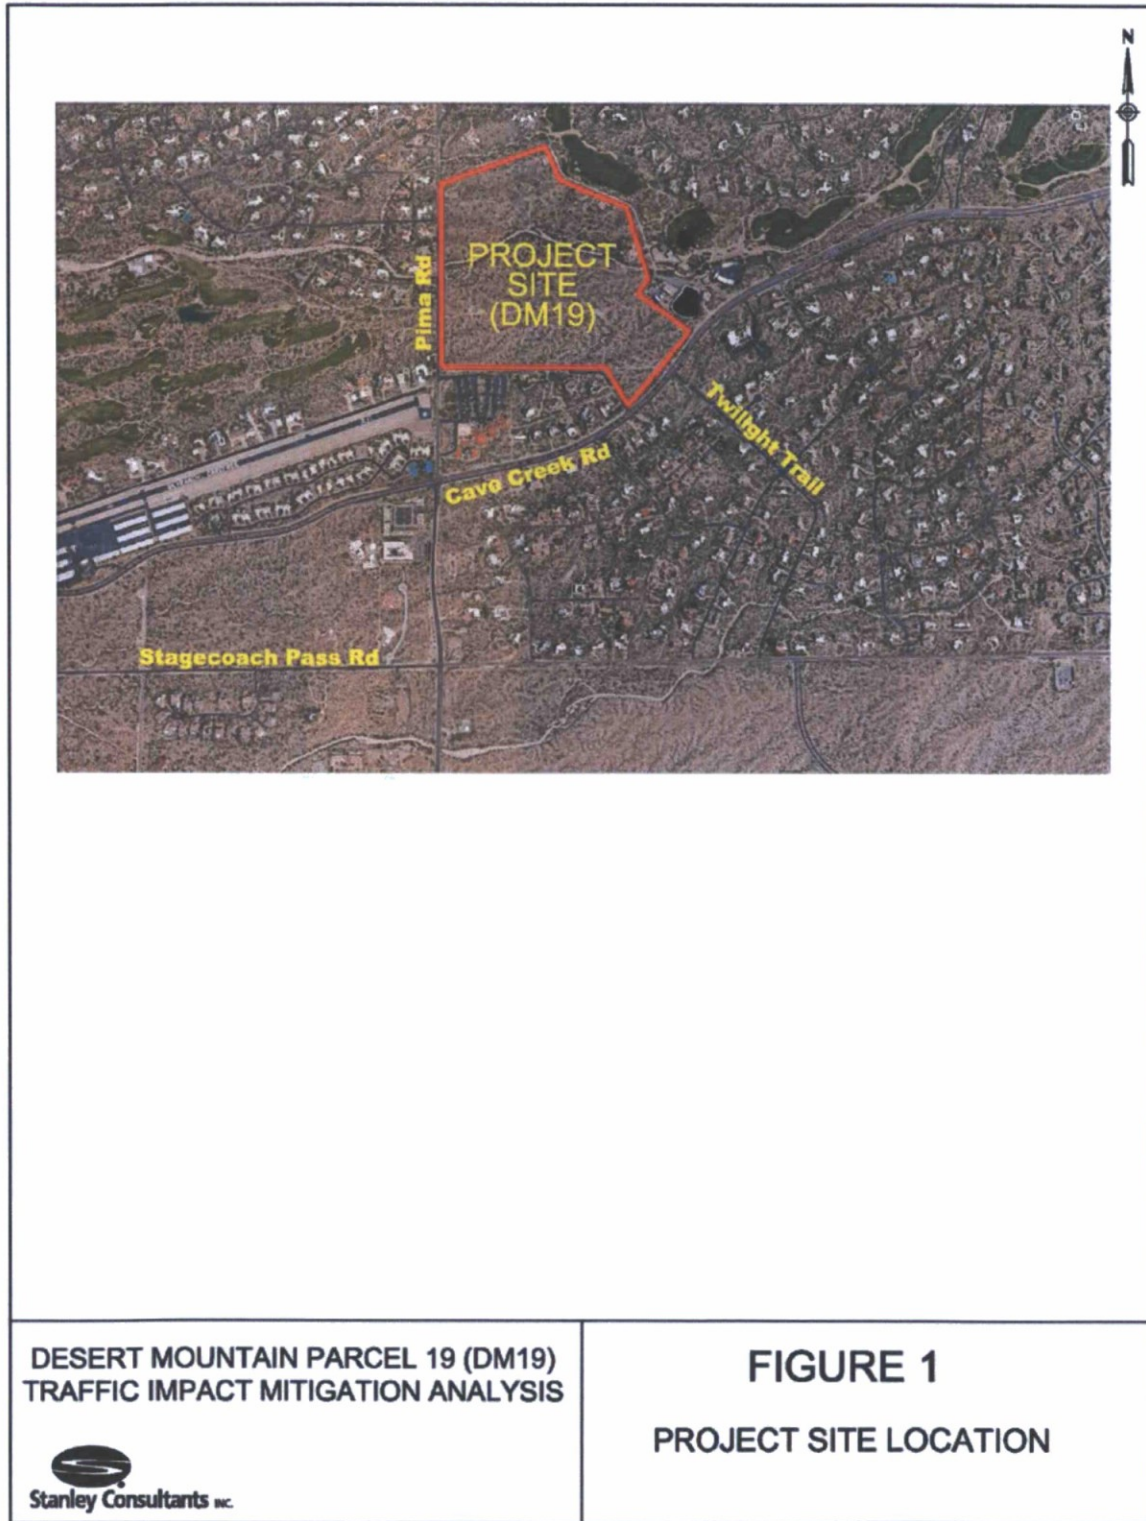 N
PROJECT
SITE
(DM19)
Pima Rd
Twilight Trail
Cave Creek Rd
Stagecoach Pass Rd
DESERT MOUNTAIN PARCEL 19 (DM19)
TRAFFIC IMPACT MITIGATION ANALYSIS
Stanley Consultants INC.
FIGURE 1
PROJECT SITE LOCATION